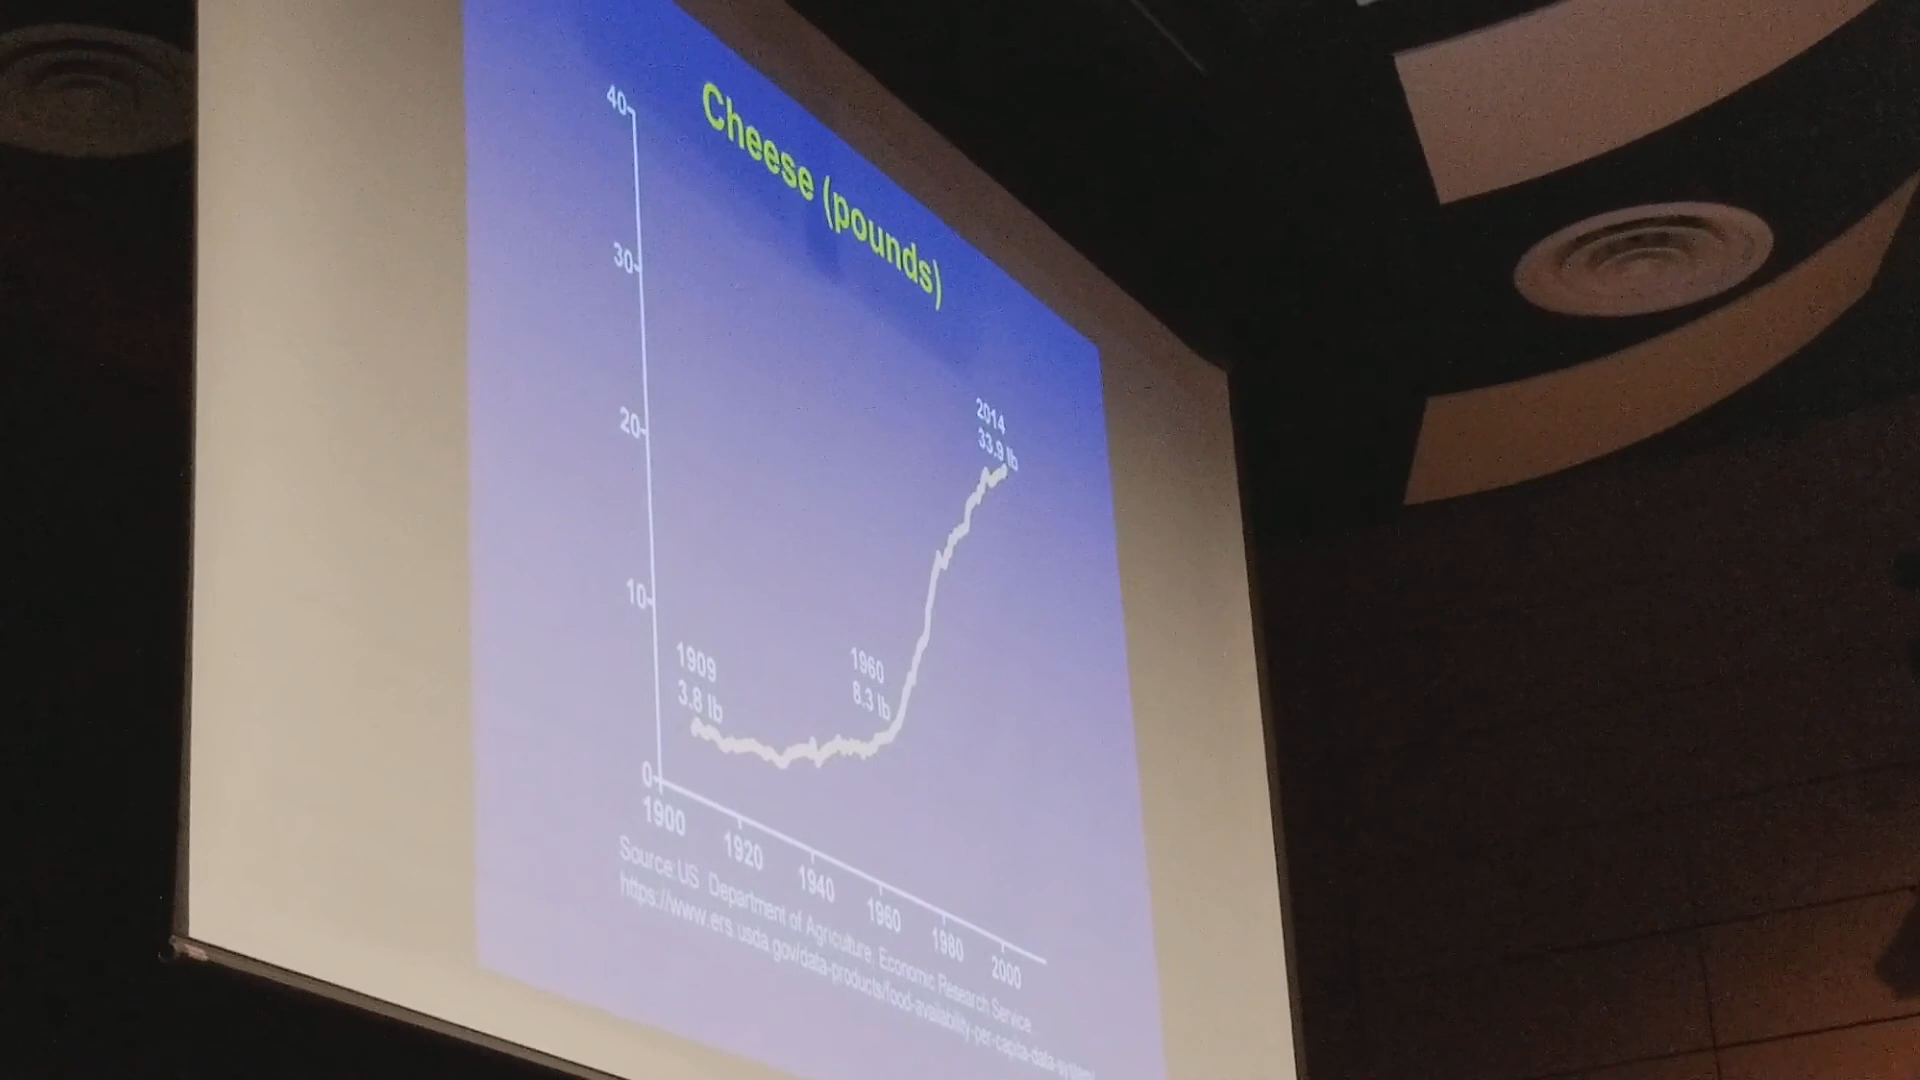 Cheese (pounds)
40
30
20
10
0
2014
33.9 lb
1909
3.8 lb
1960
8.3 lb
1900 1920 1940 1960 1980 2000
Source:US Department of Agriculture, Economic Research Service
https://www.ers.usda.gov/data-products/food-availability-per-capita-data-system/